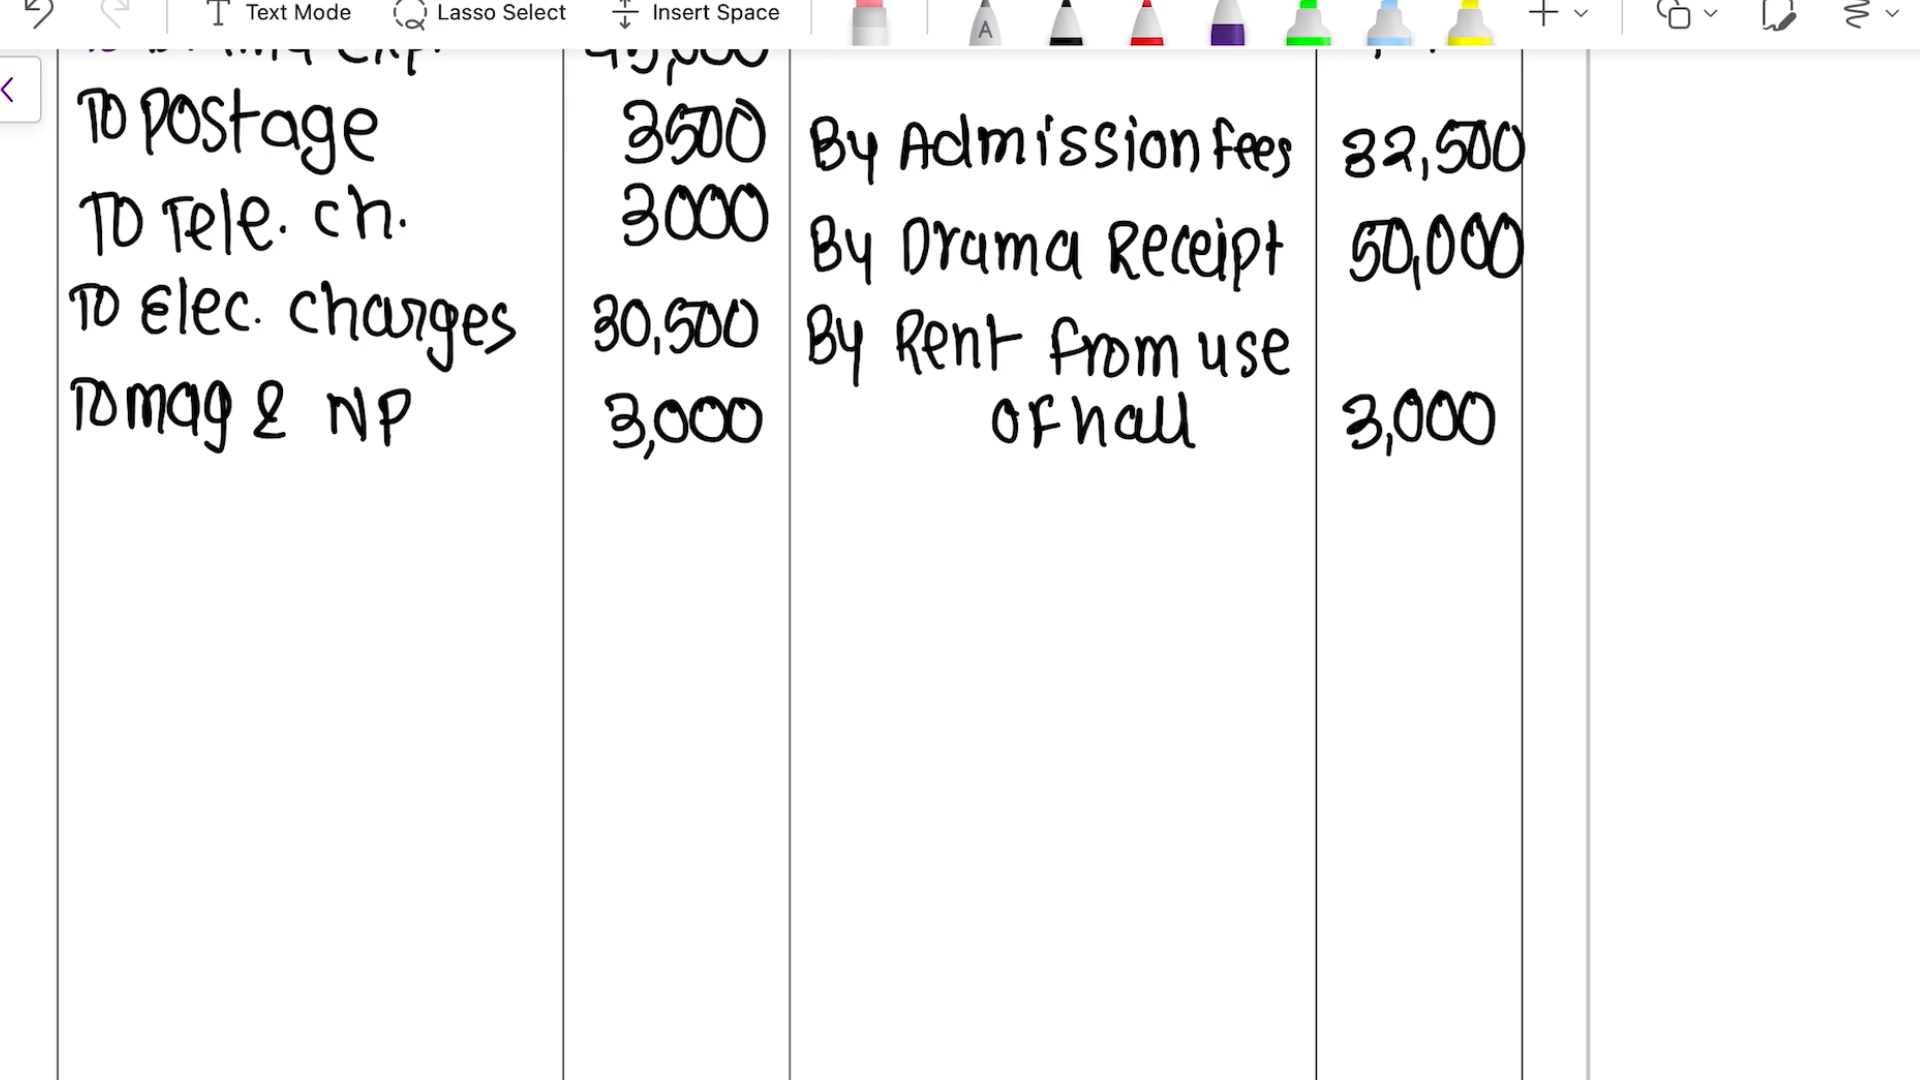 Text Mode Lasso Select Insert Space
A
To Postage 3500
By Admission Fees 32,500
To Tele. ch. 3000
By Drama Receipt 50,000
To Elec. charges 30,500
By Rent from use
of hall 3,000
To mag & NP 3,000